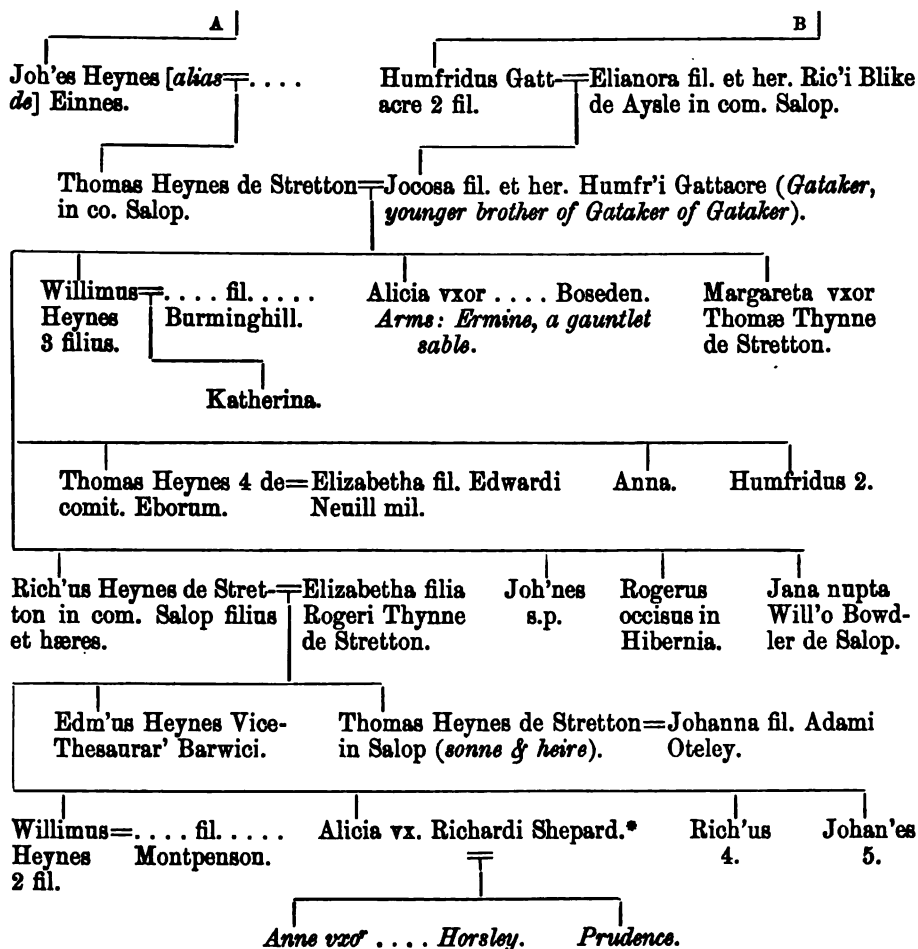 A B
Joh'es Heynes [alias=. . . . Humfridus Gatt-=Elianora fil. et her. Ric'i Blike
de] Einnes. acre 2 fil. de Aysle in com. Salop.
Thomas Heynes de Stretton=Jocosa fil. et her. Humfr'i Gattacre (Gataker,
in co. Salop. younger brother of Gataker of Gataker).
Willimus=. . . . fil. . . . . . Alicia vxor . . . . Boseden. Margareta vxor
Heynes Burminghill. Arms: Ermine, a gauntlet Thomæ Thynne
3 filius. sable. de Stretton.
Katherina.
Thomas Heynes 4 de=Elizabetha fil. Edwardi Anna. Humfridus 2.
comit. Eborum. Neuill mil.
Rich'us Heynes de Stret-=Elizabetha filia Joh'nes Rogerus Jana nupta
ton in com. Salop filius Rogeri Thynne s.p. occisus in Will'o Bowd-
et hæres. de Stretton. Hibernia. ler de Salop.
Edm'us Heynes Vice- Thomas Heynes de Stretton=Johanna fil. Adami
Thesaurar' Barwici. in Salop (sonne & heire). Oteley.
Willimus=. . . . fil. . . . . . Alicia vx. Richardi Shepard.* Rich'us Johan'es
Heynes Montpenson. = 4. 5.
2 fil.
Anne vxor . . . . Horsley. Prudence.